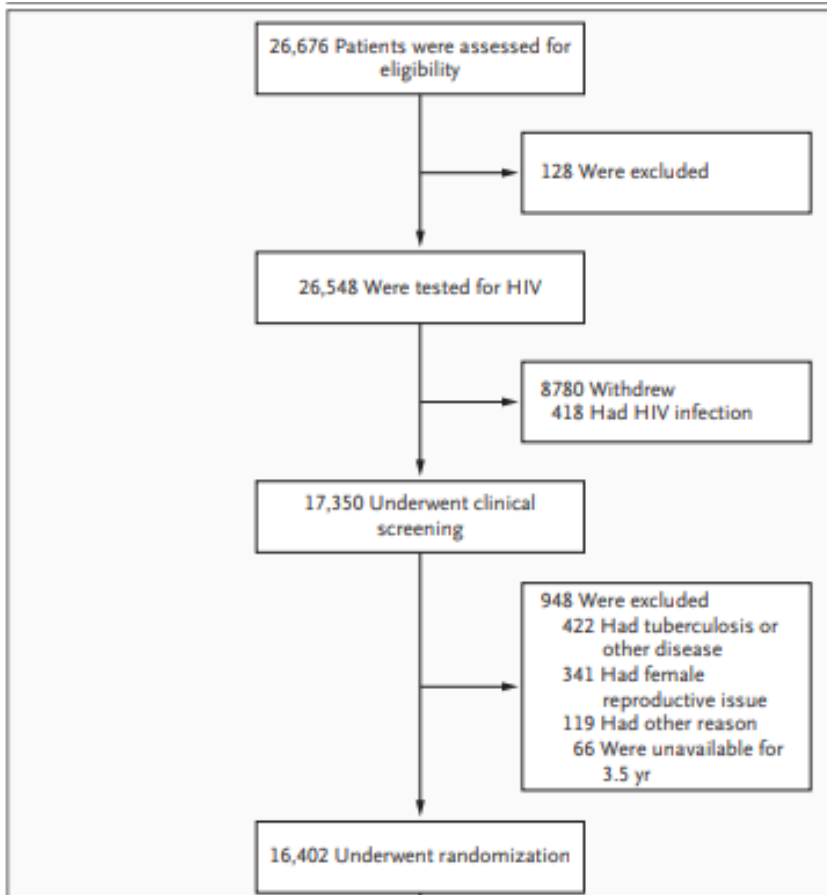 26,676 Patients were assessed for
eligibility
128 Were excluded
26,548 Were tested for HIV
8780 Withdrew
418 Had HIV infection
17,350 Underwent clinical
screening
948 Were excluded
422 Had tuberculosis or
other disease
341 Had female
reproductive issue
119 Had other reason
66 Were unavailable for
3.5 yr
16,402 Underwent randomization